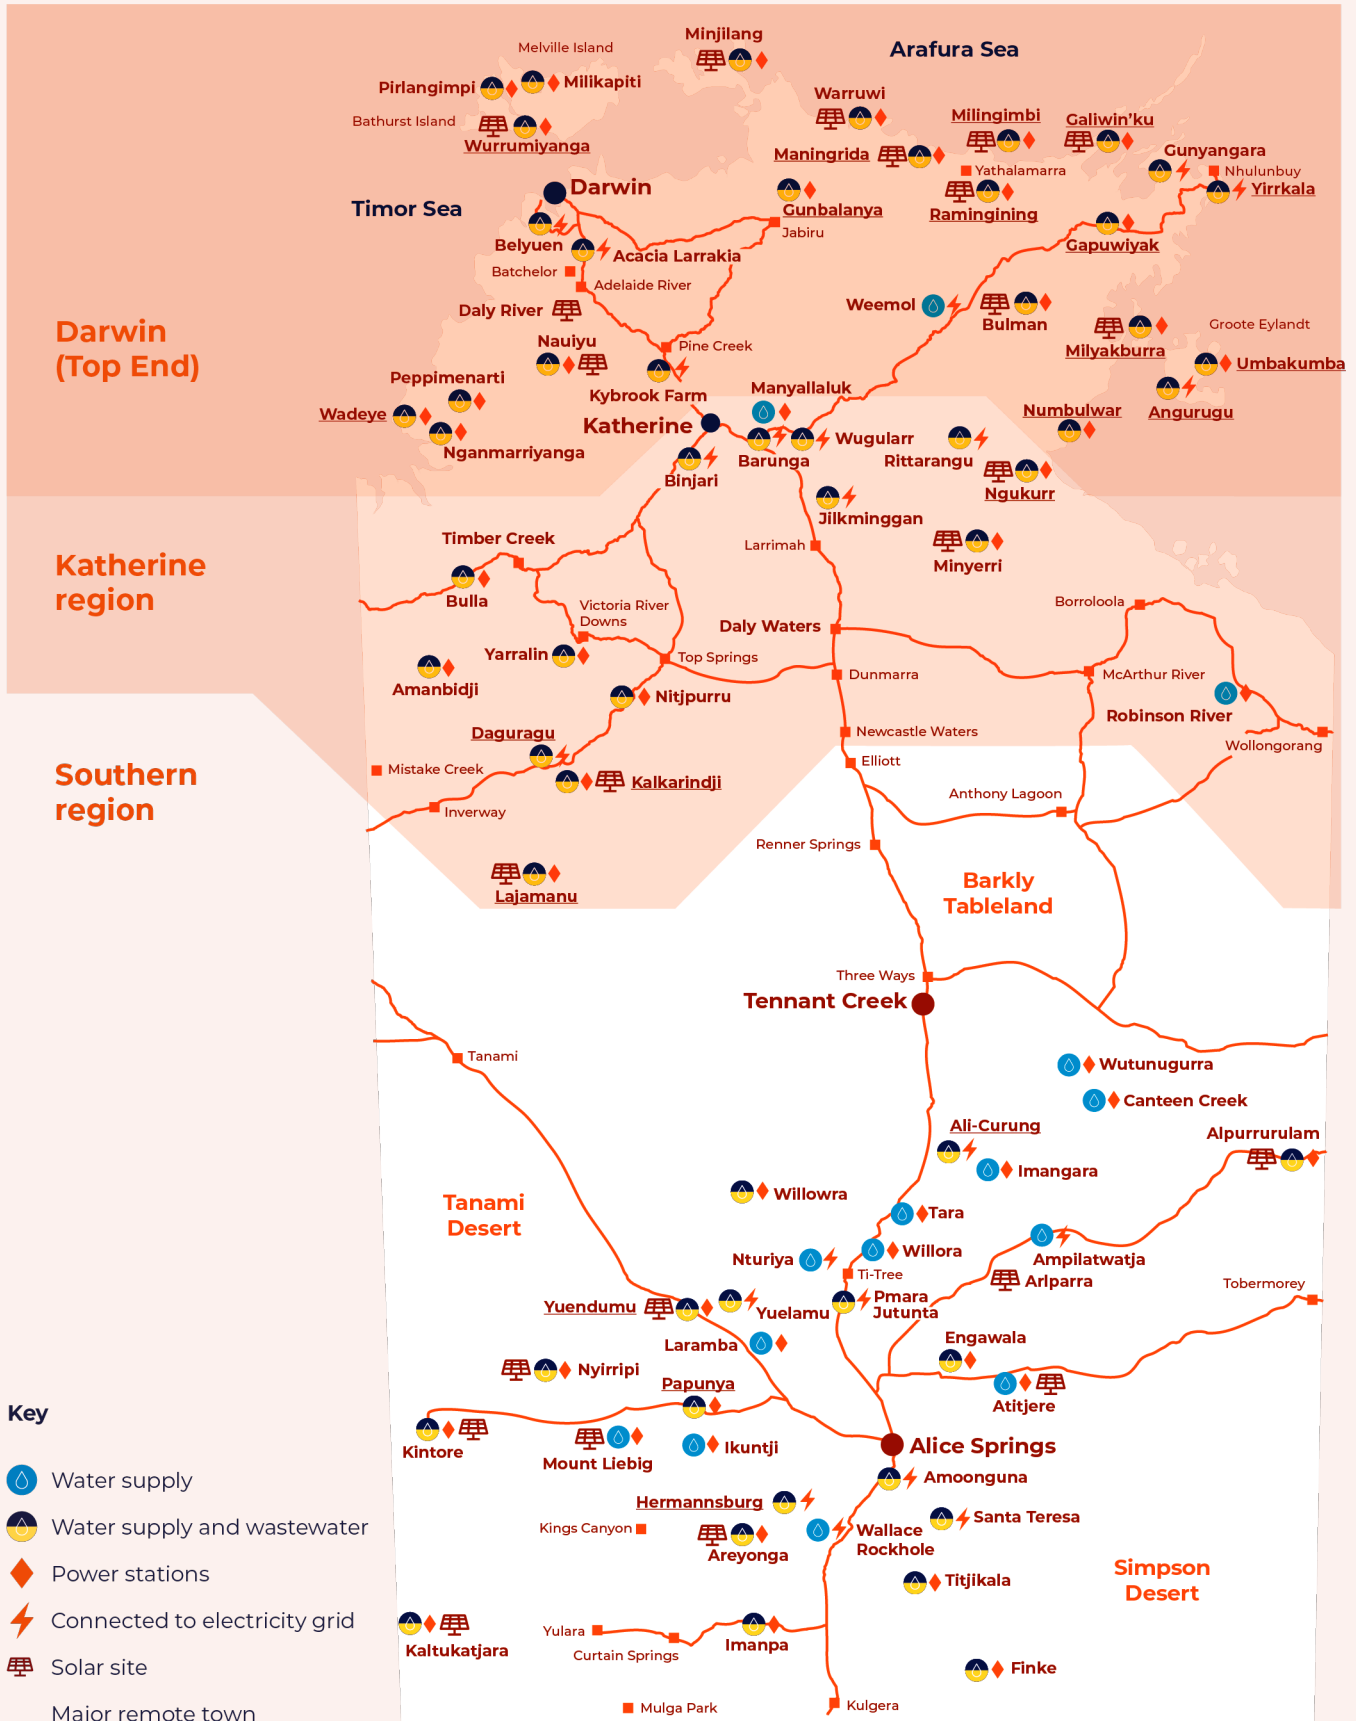 Minjilang
Melville Island
Arafura Sea
Pirlangimpi
Milikapiti
Warruwi
Bathurst Island
Wurrumiyanga
Milingimbi
Galiwin'ku
Maningrida
Gunyangara
Yathalamarra
Nhulunbuy
Darwin
Yirrkala
Timor Sea
Gunbalanya
Ramingining
Jabiru
Belyuen
Acacia Larrakia
Gapuwiyak
Batchelor
Adelaide River
Weemol
Daly River
Bulman
Groote Eylandt
Darwin
(Top End)
Nauiyu
Pine Creek
Milyakburra
Umbakumba
Peppimenarti
Kybrook Farm
Manyallaluk
Wadeye
Numbulwar
Angurugu
Katherine
Wugularr
Nganmarriyanga
Barunga
Rittarangu
Binjari
Ngukurr
Jilkminggan
Timber Creek
Larrimah
Minyerri
Katherine
region
Bulla
Victoria River
Downs
Borroloola
Daly Waters
Yarralin
Top Springs
Amanbidji
Dunmarra
McArthur River
Nitjpurru
Robinson River
Daguragu
Newcastle Waters
Wollongorang
Southern
region
Mistake Creek
Elliott
Kalkarindji
Anthony Lagoon
Inverway
Renner Springs
Lajamanu
Barkly
Tableland
Three Ways
Tennant Creek
Tanami
Wutunugurra
Canteen Creek
Ali-Curung
Alpurrurulam
Imangara
Willowra
Tanami
Desert
Tara
Nturiya
Willora
Ampilatwatja
Ti-Tree
Arlparra
Tobermorey
Yuendumu
Yuelamu
Pmara
Jutunta
Laramba
Engawala
Nyirripi
Papunya
Atitjere
Key
Kintore
Mount Liebig
Ikuntji
Alice Springs
Water supply
Amoonguna
Hermannsburg
Water supply and wastewater
Kings Canyon
Santa Teresa
Wallace
Rockhole
Areyonga
Power stations
Titjikala
Simpson
Desert
Connected to electricity grid
Yulara
Kaltukatjara
Imanpa
Curtain Springs
Solar site
Finke
Mulga Park
Kulgera
Major remote town